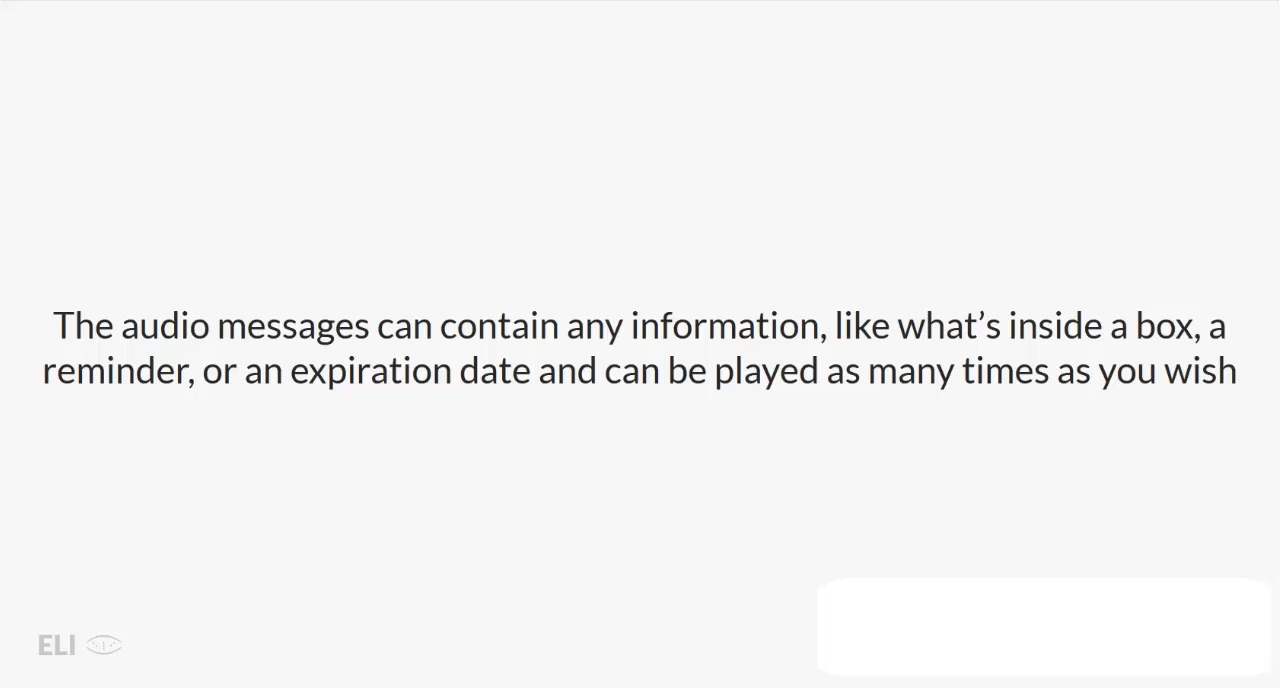 The audio messages can contain any information, like what’s inside a box, a
reminder, or an expiration date and can be played as many times as you wish
ELI